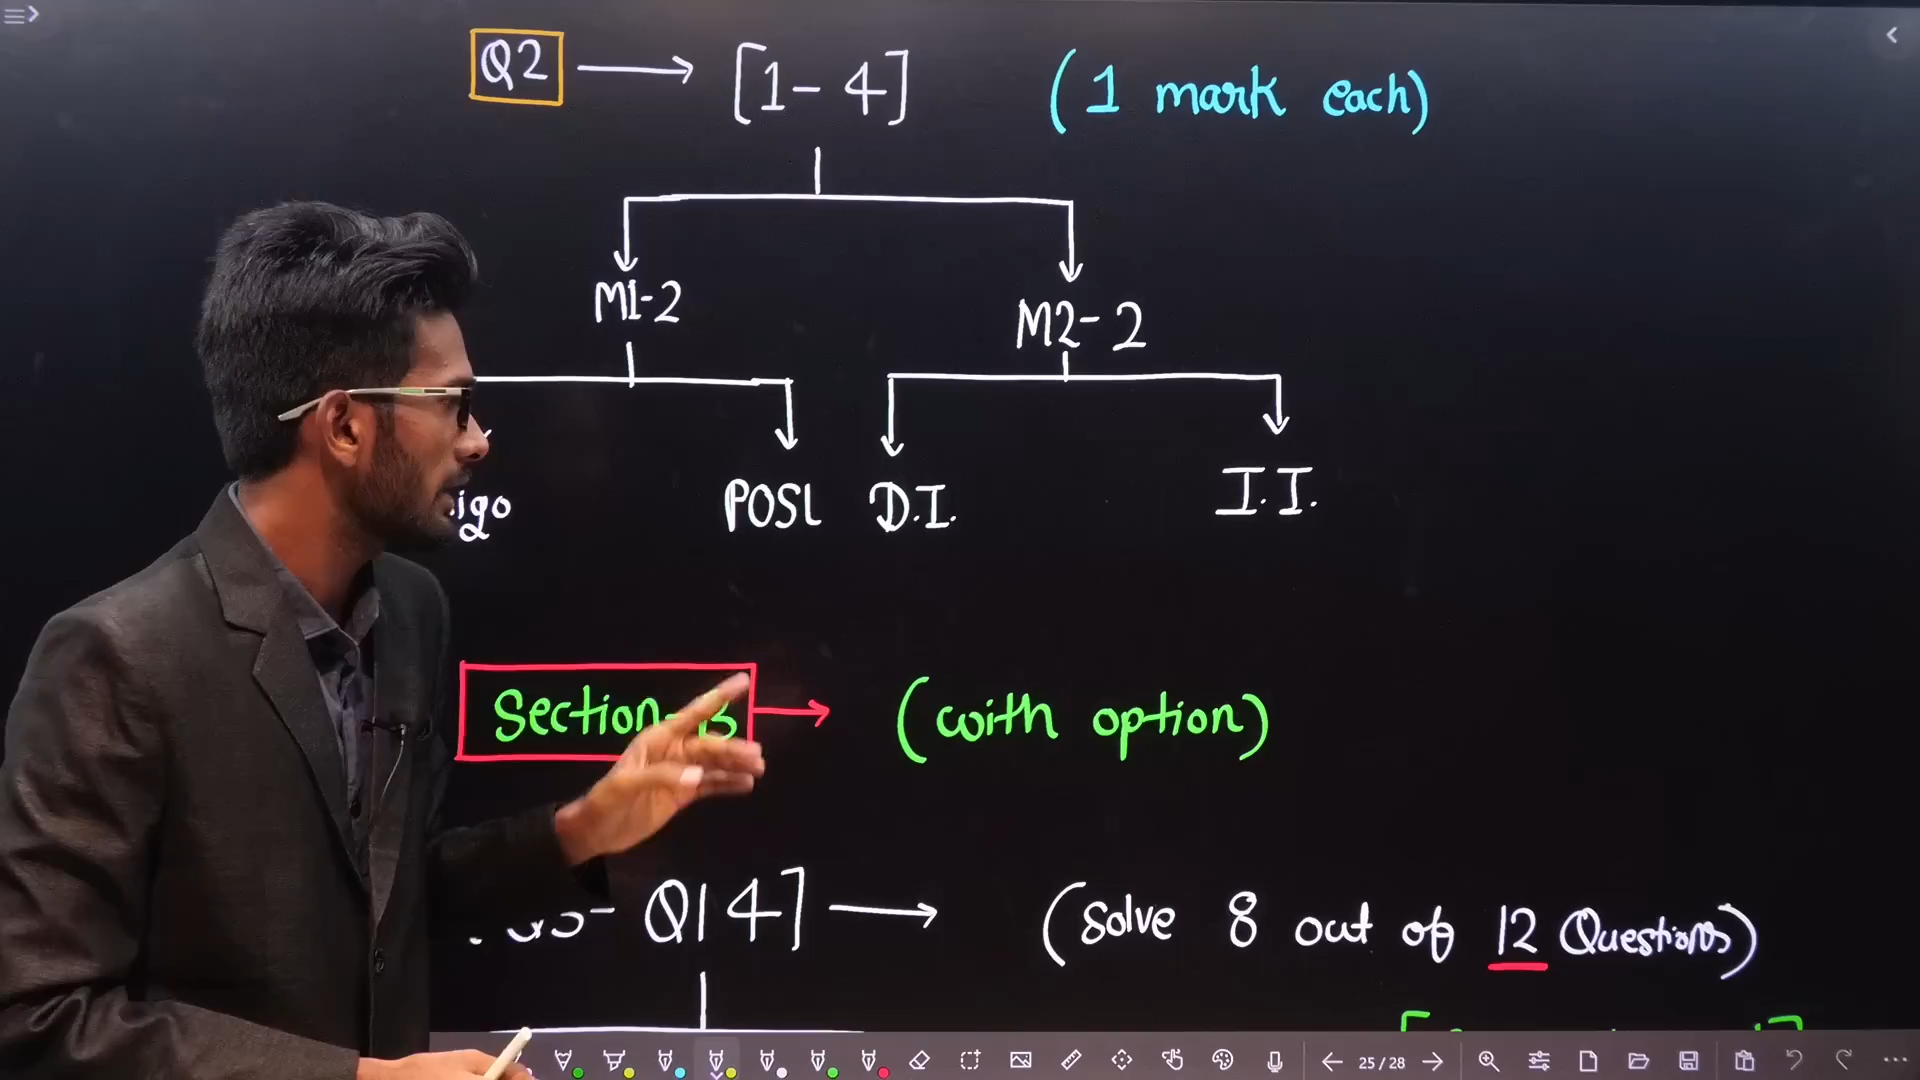 Q2 → [1-4] (1 mark each)
M1-2 M2-2
igo POSL D.I. I.I.
Section-B → (with option)
- Q14] → (Solve 8 out of 12 Questions)
25/28